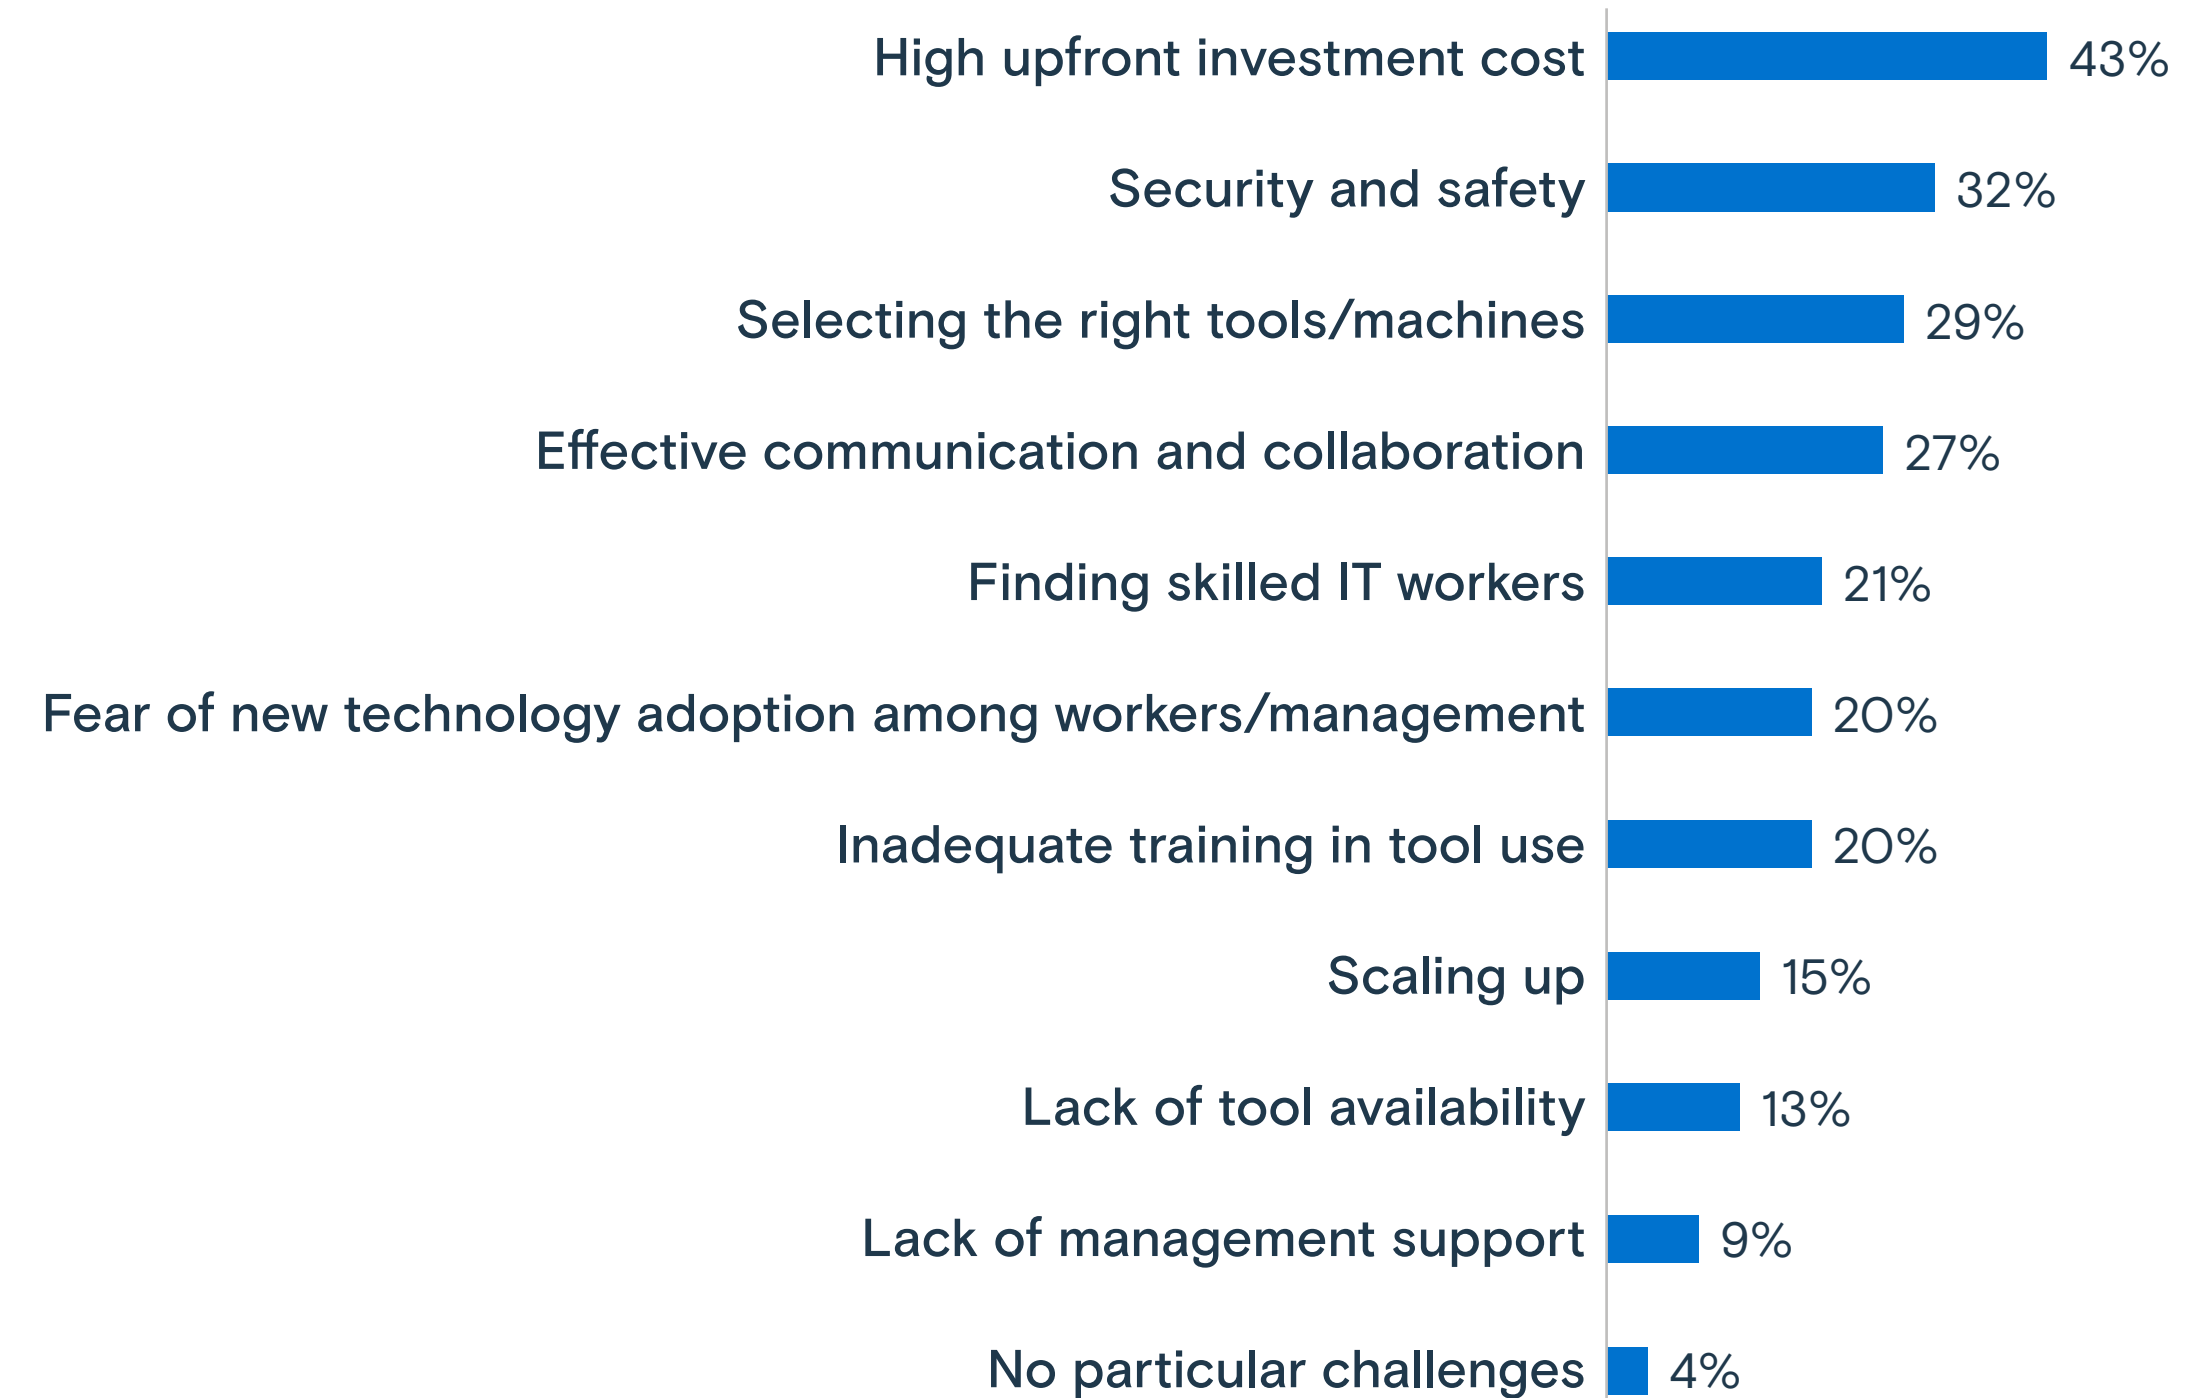 High upfront investment cost 43%
Security and safety 32%
Selecting the right tools/machines 29%
Effective communication and collaboration 27%
Finding skilled IT workers 21%
Fear of new technology adoption among workers/management 20%
Inadequate training in tool use 20%
Scaling up 15%
Lack of tool availability 13%
Lack of management support 9%
No particular challenges 4%